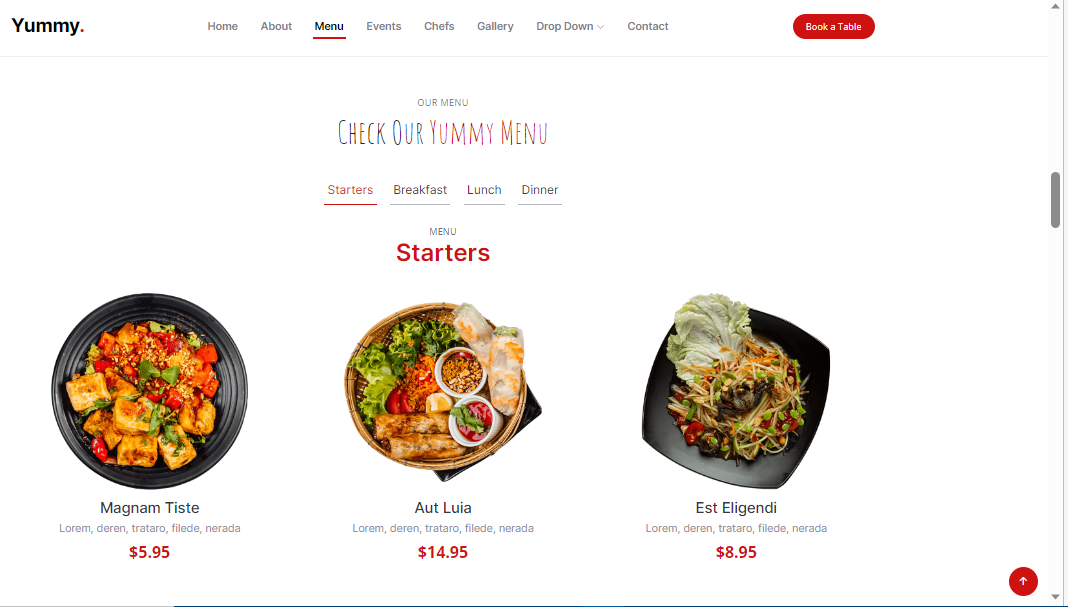 Yummy.
Home About Menu Events Chefs Gallery Drop Down Contact
Book a Table
OUR MENU
Check Our Yummy Menu
Starters Breakfast Lunch Dinner
MENU
Starters
Magnam Tiste
Lorem, deren, trataro, filede, nerada
$5.95
Aut Luia
Lorem, deren, trataro, filede, nerada
$14.95
Est Eligendi
Lorem, deren, trataro, filede, nerada
$8.95